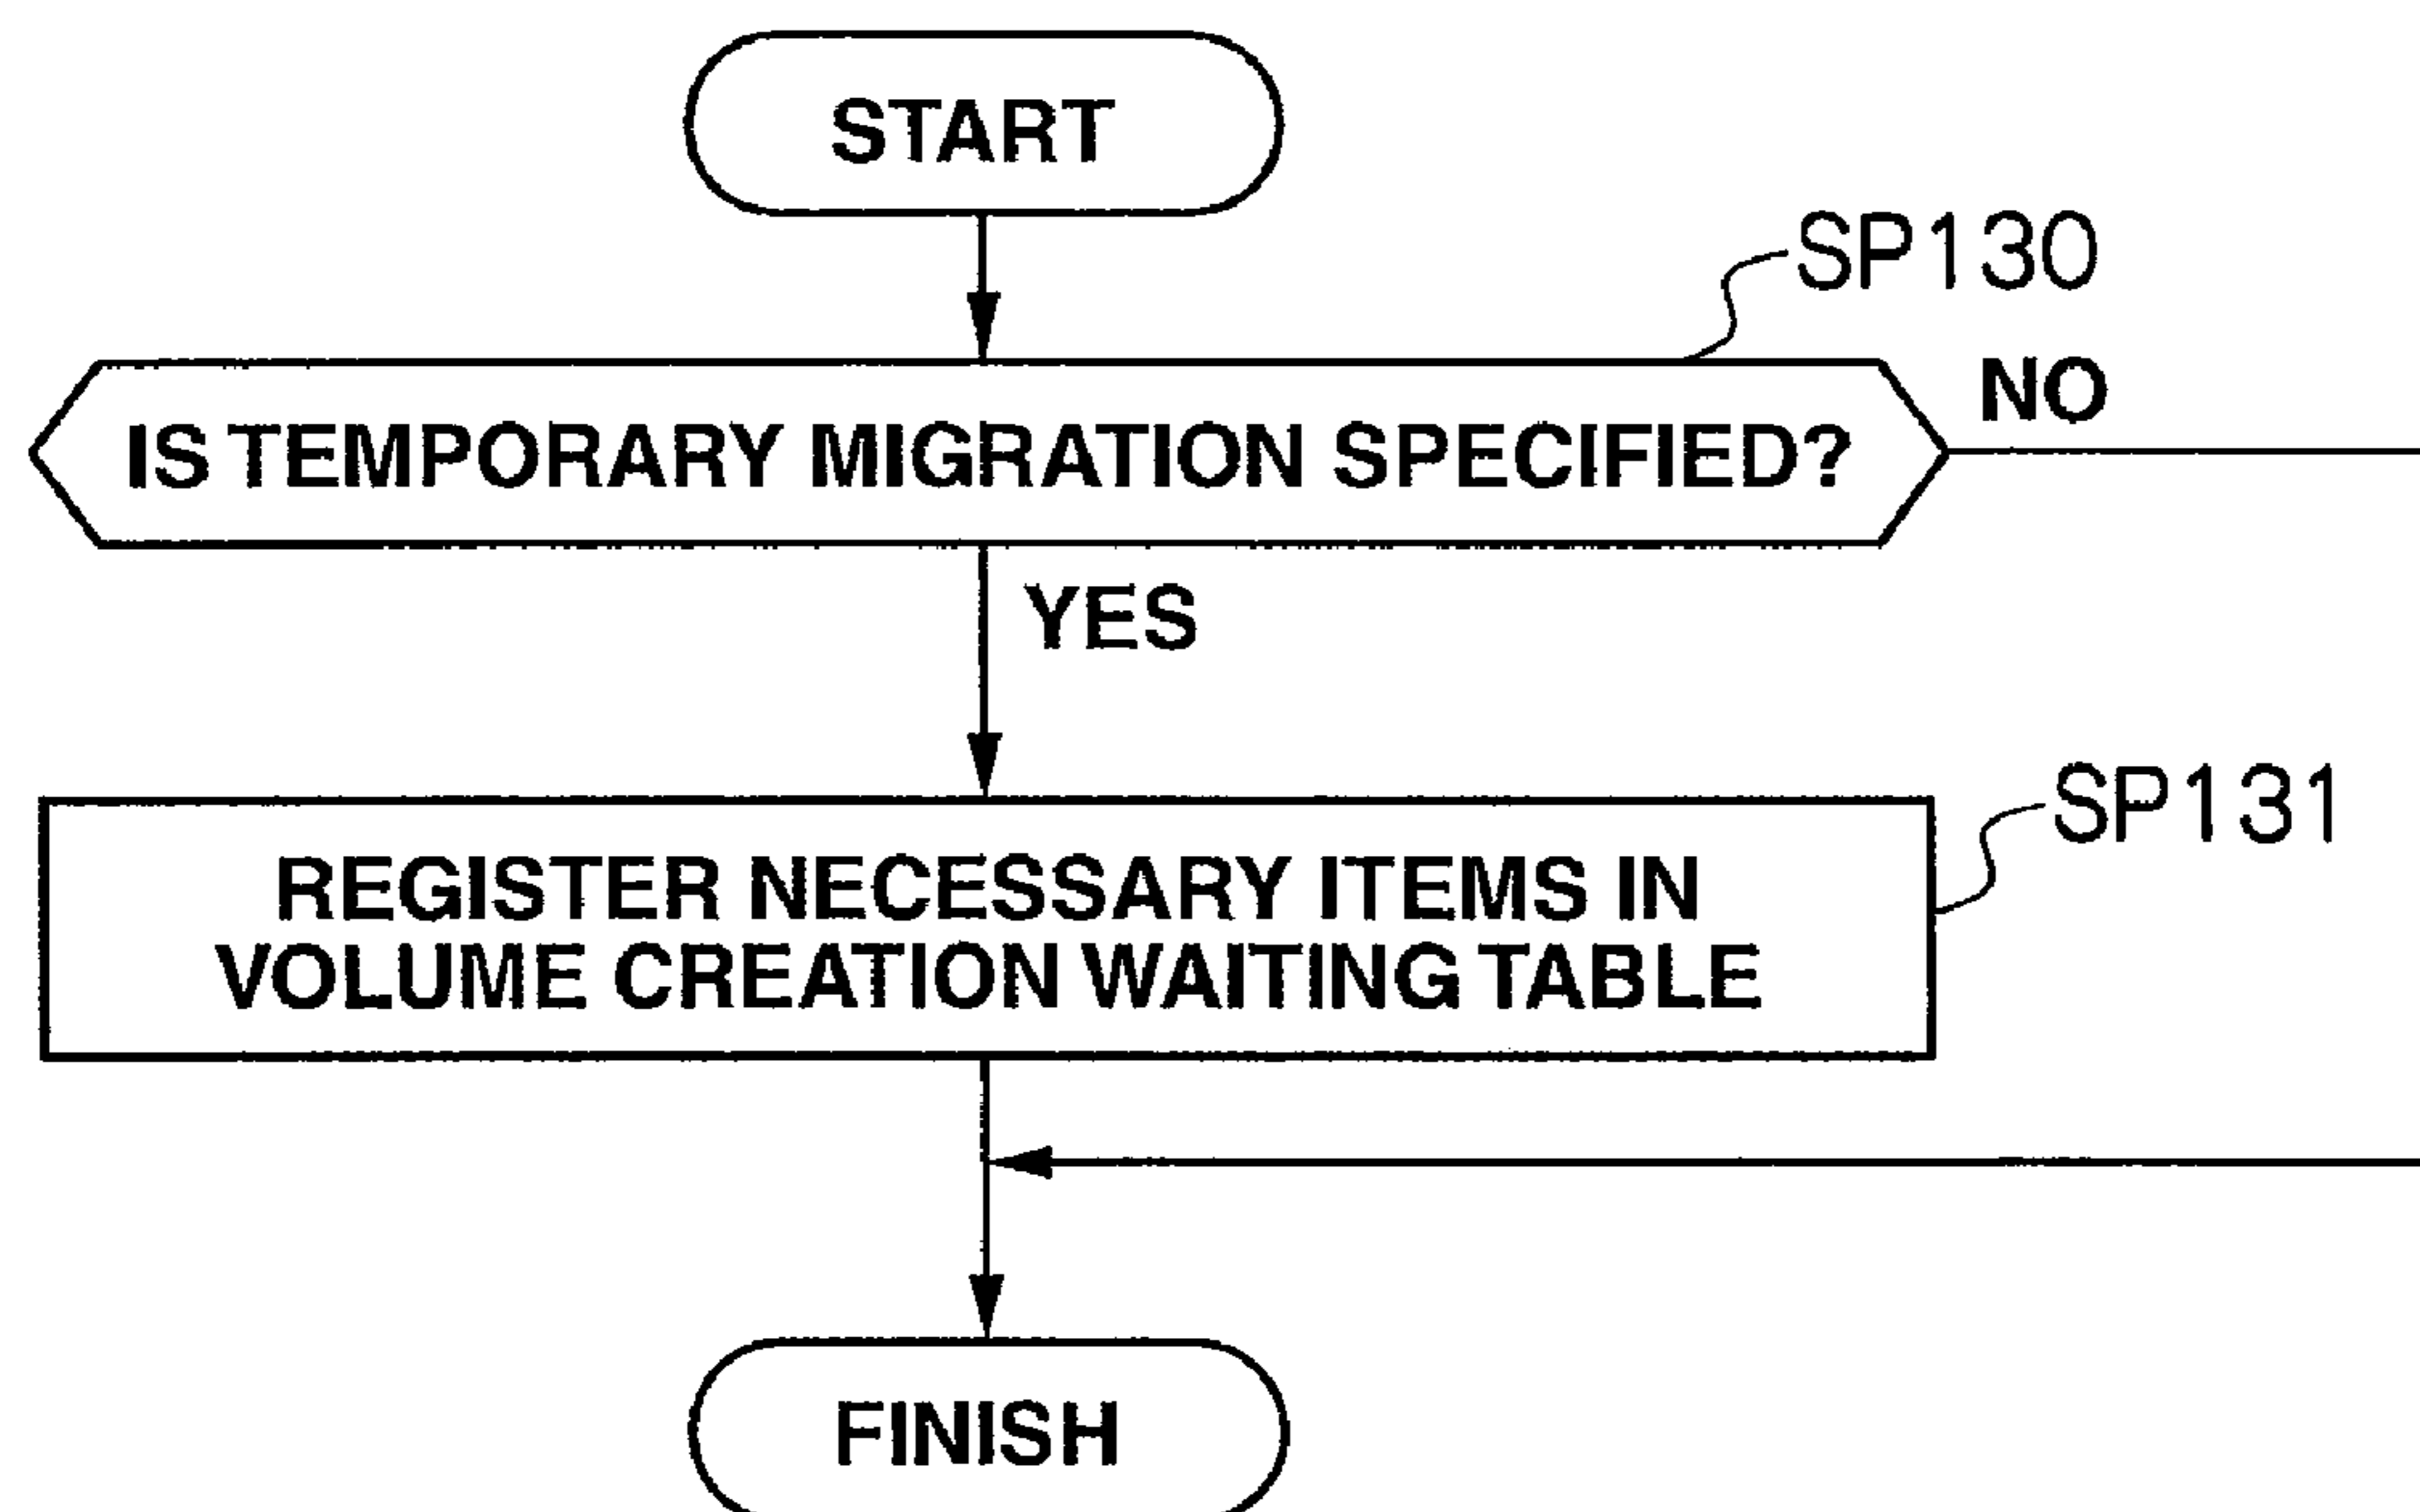 START
SP130
NO
IS TEMPORARY MIGRATION SPECIFIED?
YES
SP131
REGISTER NECESSARY ITEMS IN
VOLUME CREATION WAITING TABLE
FINISH